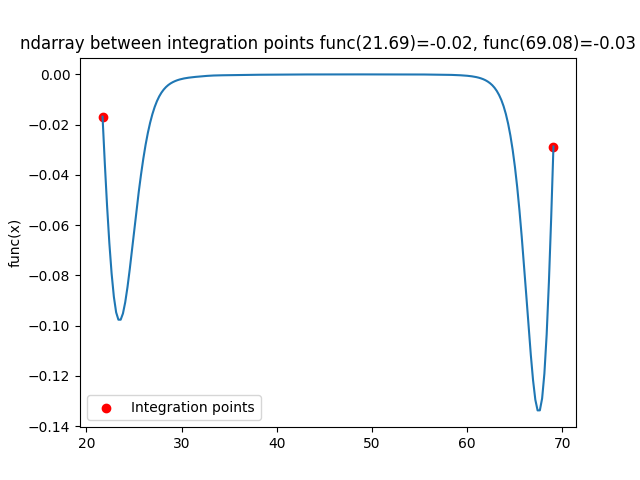 ndarray between integration points func(21.69)=-0.02, func(69.08)=-0.03
0.00
−0.02
−0.04
−0.06
−0.08
−0.10
−0.12
−0.14
func(x)
Integration points
20 30 40 50 60 70